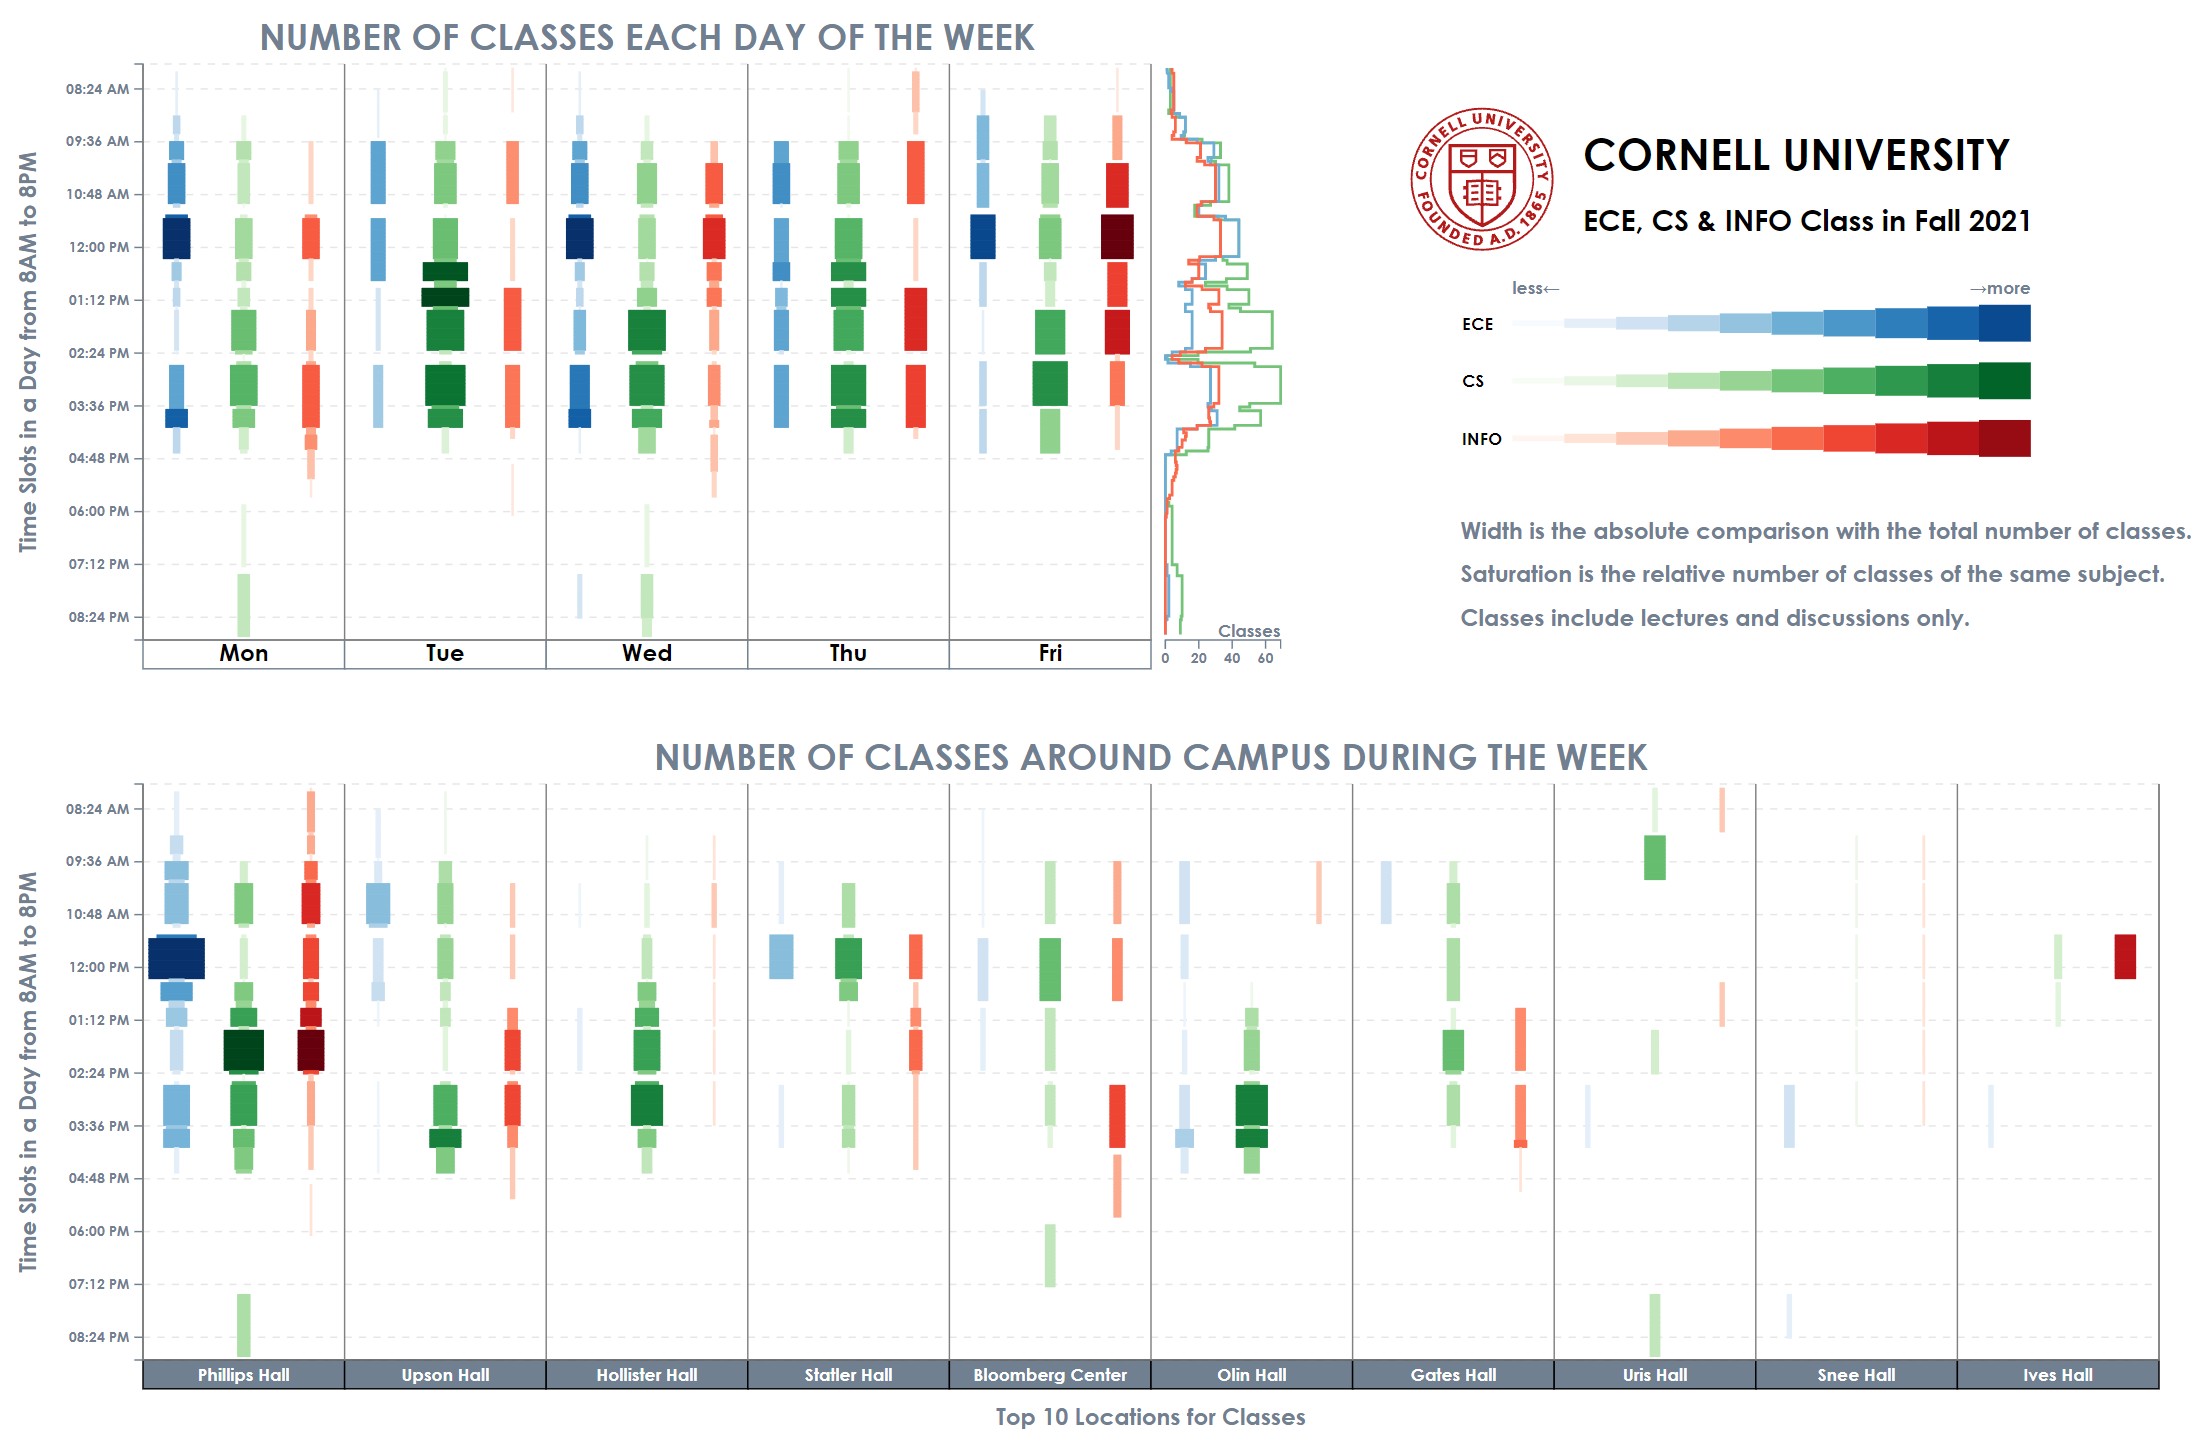 NUMBER OF CLASSES EACH DAY OF THE WEEK
Time Slots in a Day from 8AM to 8PM
08:24 AM
09:36 AM
10:48 AM
12:00 PM
01:12 PM
02:24 PM
03:36 PM
04:48 PM
06:00 PM
07:12 PM
08:24 PM
Mon Tue Wed Thu Fri
Classes
0 20 40 60
CORNELL UNIVERSITY
FOUNDED A.D. 1865
CORNELL UNIVERSITY
ECE, CS & INFO Class in Fall 2021
less← →more
ECE
CS
INFO
Width is the absolute comparison with the total number of classes.
Saturation is the relative number of classes of the same subject.
Classes include lectures and discussions only.
NUMBER OF CLASSES AROUND CAMPUS DURING THE WEEK
Time Slots in a Day from 8AM to 8PM
08:24 AM
09:36 AM
10:48 AM
12:00 PM
01:12 PM
02:24 PM
03:36 PM
04:48 PM
06:00 PM
07:12 PM
08:24 PM
Phillips Hall Upson Hall Hollister Hall Statler Hall Bloomberg Center Olin Hall Gates Hall Uris Hall Snee Hall Ives Hall
Top 10 Locations for Classes